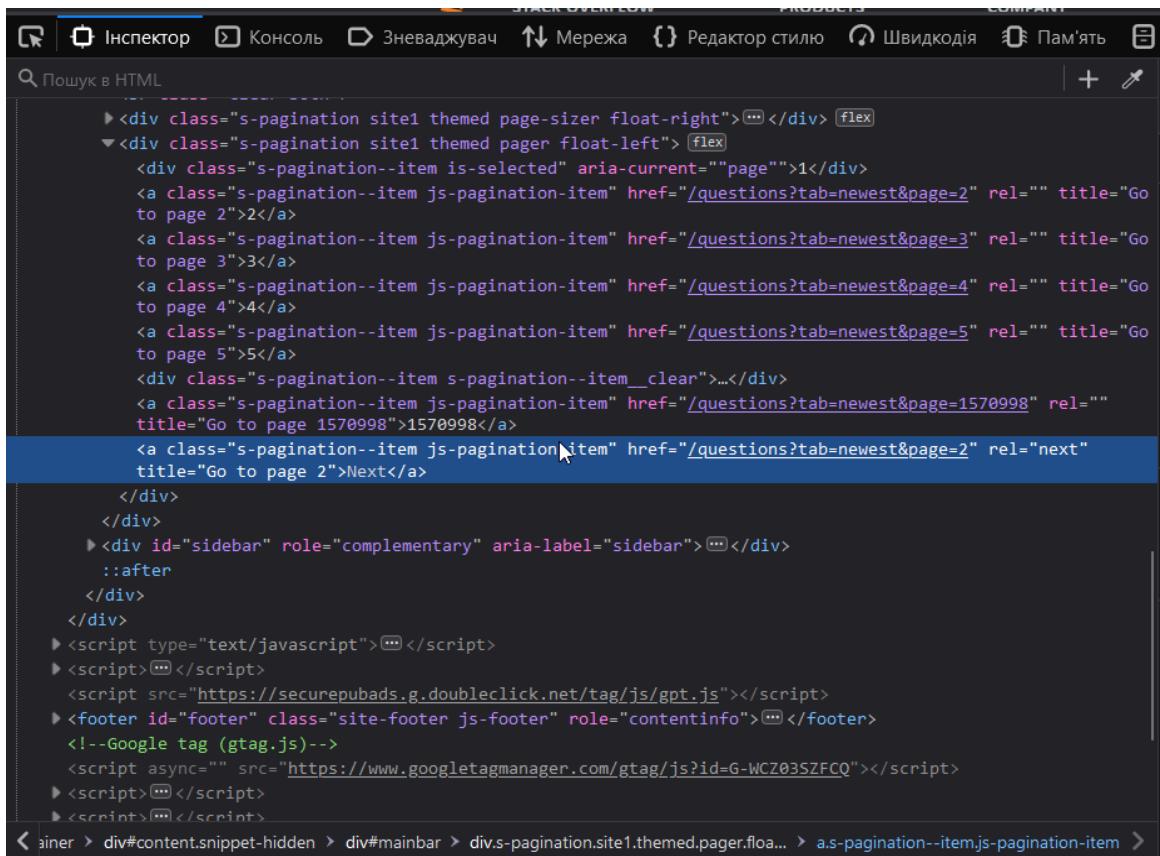 STACK OVERFLOW PRODUCTS COMPANY
Інспектор Консоль Зневаджувач Мережа {} Редактор стилю Швидкодія Пам'ять
Пошук в HTML
<div class="s-pagination site1 themed page-sizer float-right"></div> flex
<div class="s-pagination site1 themed pager float-left"> flex
<div class="s-pagination--item is-selected" aria-current=""page"">1</div>
<a class="s-pagination--item js-pagination-item" href="/questions?tab=newest&page=2" rel="" title="Go
to page 2">2</a>
<a class="s-pagination--item js-pagination-item" href="/questions?tab=newest&page=3" rel="" title="Go
to page 3">3</a>
<a class="s-pagination--item js-pagination-item" href="/questions?tab=newest&page=4" rel="" title="Go
to page 4">4</a>
<a class="s-pagination--item js-pagination-item" href="/questions?tab=newest&page=5" rel="" title="Go
to page 5">5</a>
<div class="s-pagination--item s-pagination--item__clear">…</div>
<a class="s-pagination--item js-pagination-item" href="/questions?tab=newest&page=1570998" rel=""
title="Go to page 1570998">1570998</a>
<a class="s-pagination--item js-pagination-item" href="/questions?tab=newest&page=2" rel="next"
title="Go to page 2">Next</a>
</div>
</div>
<div id="sidebar" role="complementary" aria-label="sidebar"></div>
::after
</div>
</div>
<script type="text/javascript"></script>
<script></script>
<script src="https://securepubads.g.doubleclick.net/tag/js/gpt.js"></script>
<footer id="footer" class="site-footer js-footer" role="contentinfo"></footer>
<!--Google tag (gtag.js)-->
<script async="" src="https://www.googletagmanager.com/gtag/js?id=G-WCZ03SZFCQ"></script>
<script></script>
<script></script>
ainer > div#content.snippet-hidden > div#mainbar > div.s-pagination.site1.themed.pager.floa... > a.s-pagination--item.js-pagination-item